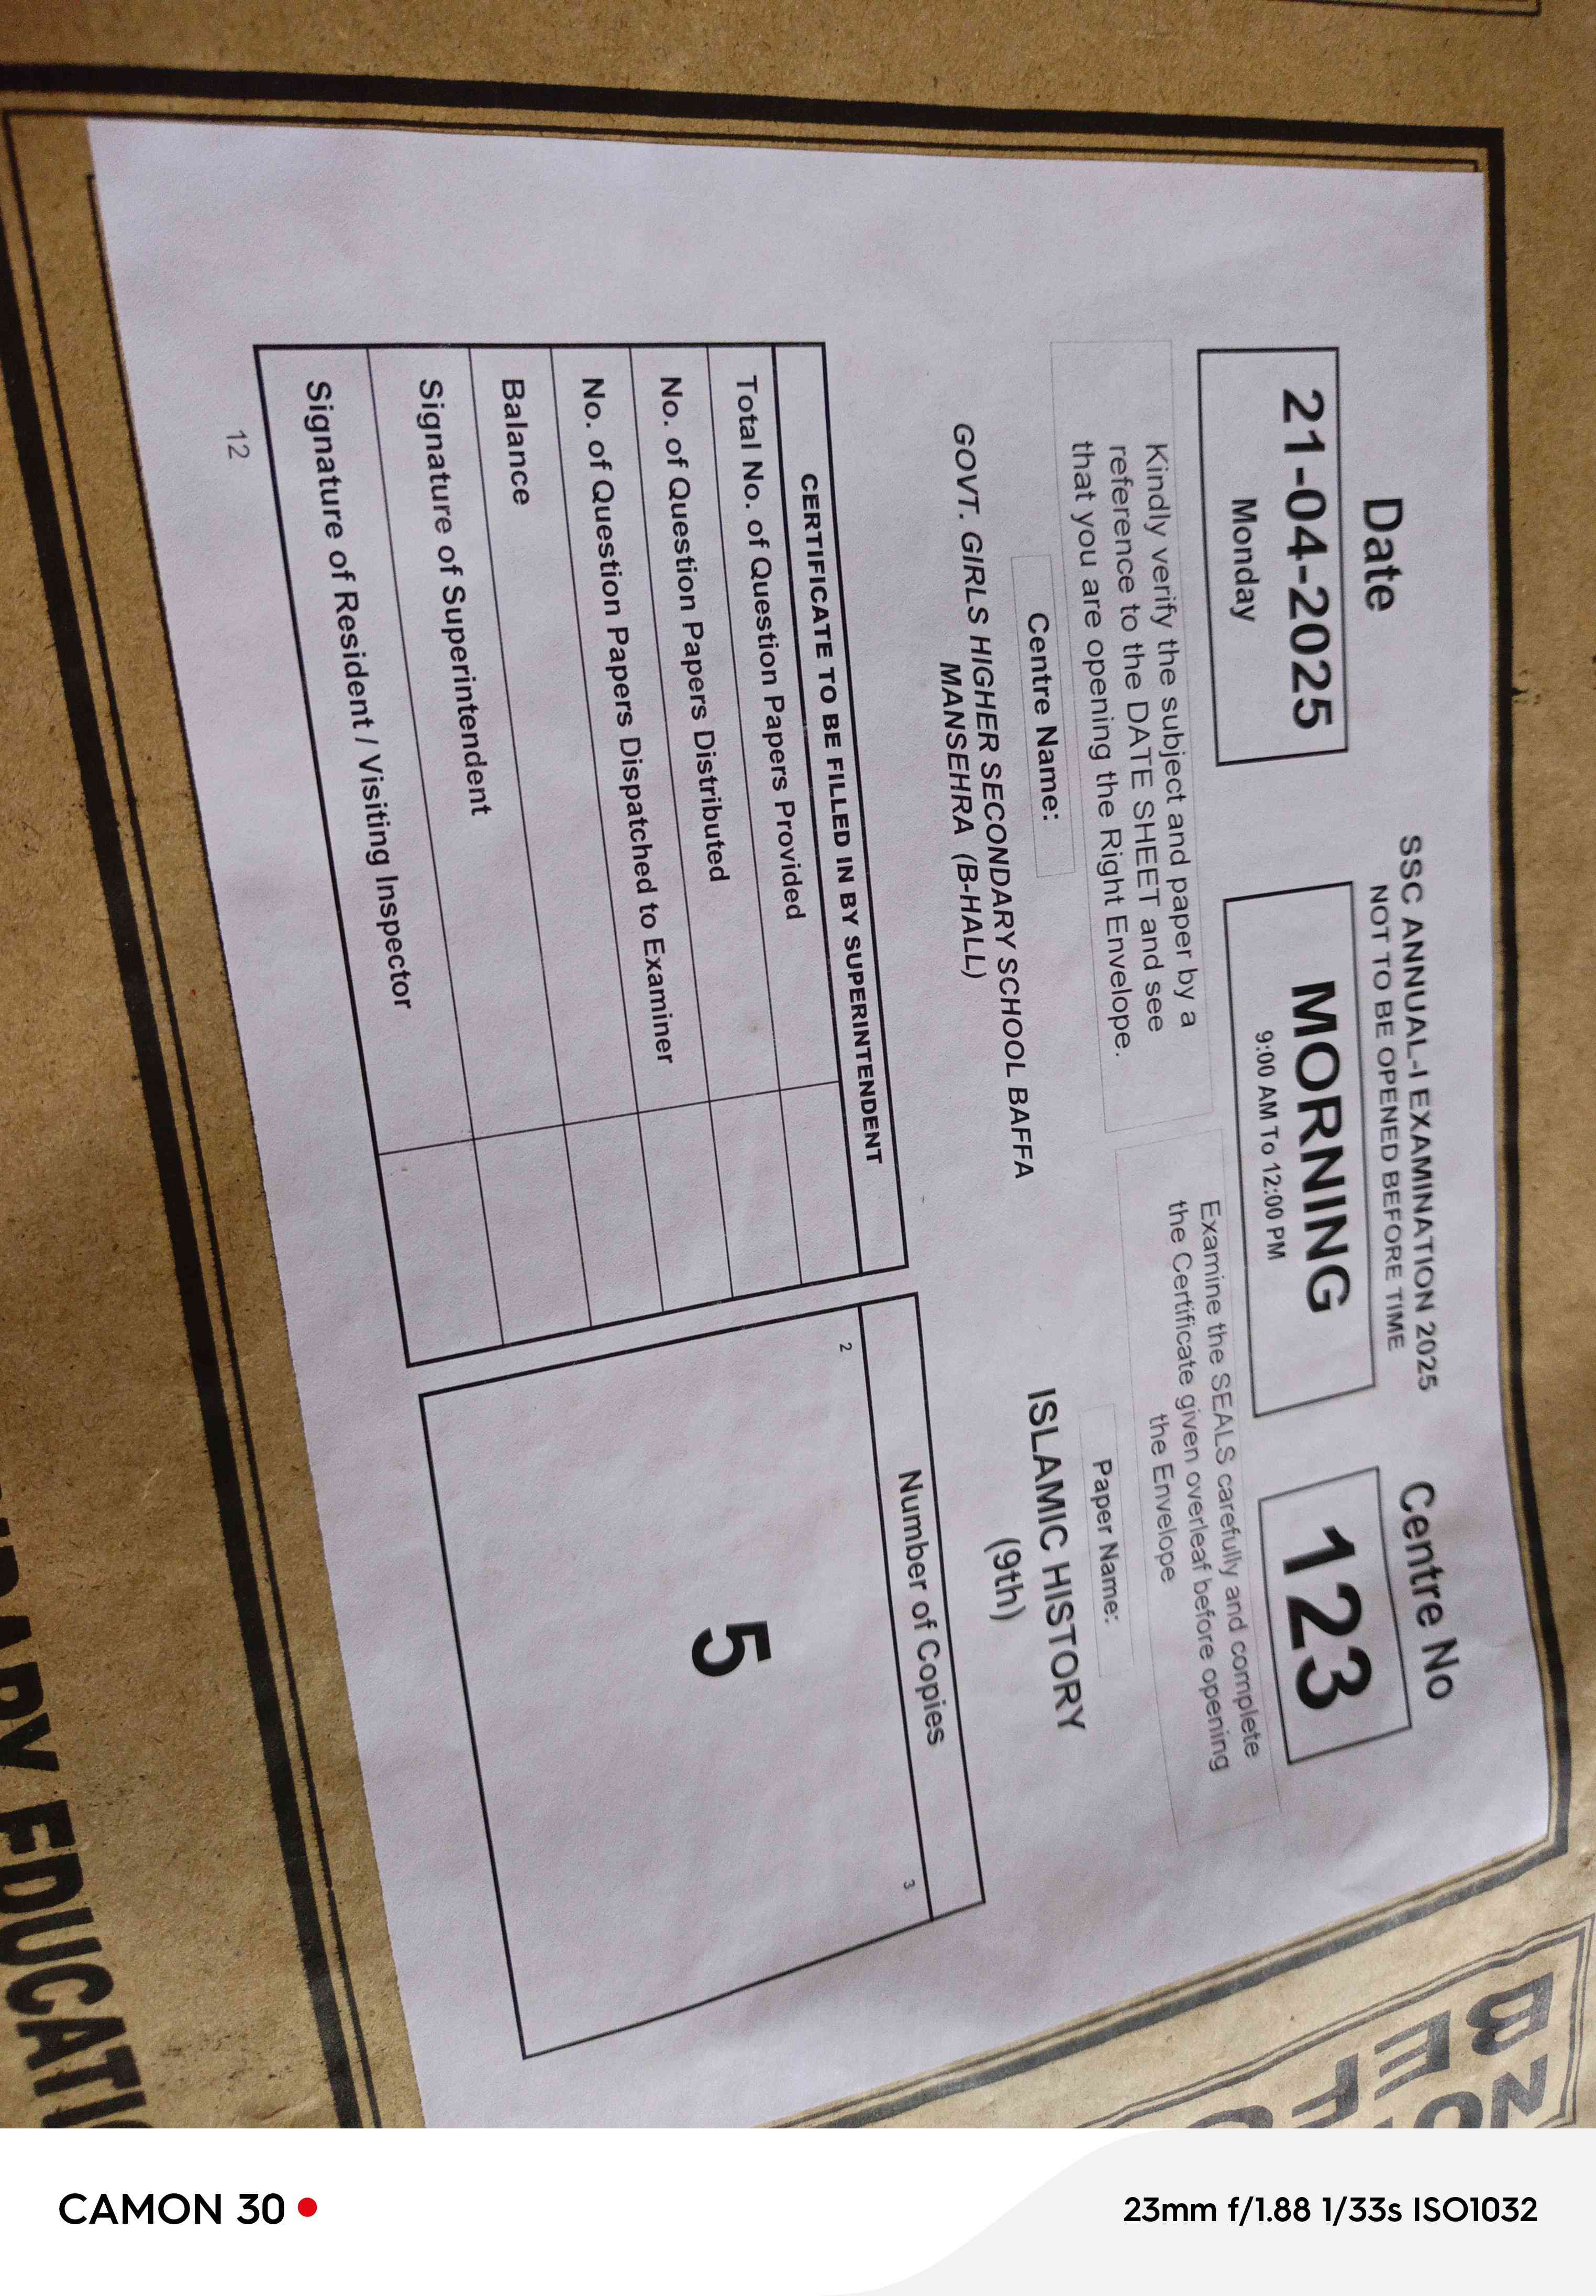 SSC ANNUAL-I EXAMINATION 2025
NOT TO BE OPENED BEFORE TIME
Date
21-04-2025
Monday
MORNING
9:00 AM To 12:00 PM
Centre No
123
Kindly verify the subject and paper by a
reference to the DATE SHEET and see
that you are opening the Right Envelope.
Examine the SEALS carefully and complete
the Certificate given overleaf before opening
the Envelope
Centre Name:
GOVT. GIRLS HIGHER SECONDARY SCHOOL BAFFA
MANSEHRA (B-HALL)
Paper Name:
ISLAMIC HISTORY
(9th)
CERTIFICATE TO BE FILLED IN BY SUPERINTENDENT
Total No. of Question Papers Provided
No. of Question Papers Distributed
No. of Question Papers Dispatched to Examiner
Balance
Signature of Superintendent
Signature of Resident / Visiting Inspector
Number of Copies
2
3
5
12
CAMON 30
23mm f/1.88 1/33s ISO1032